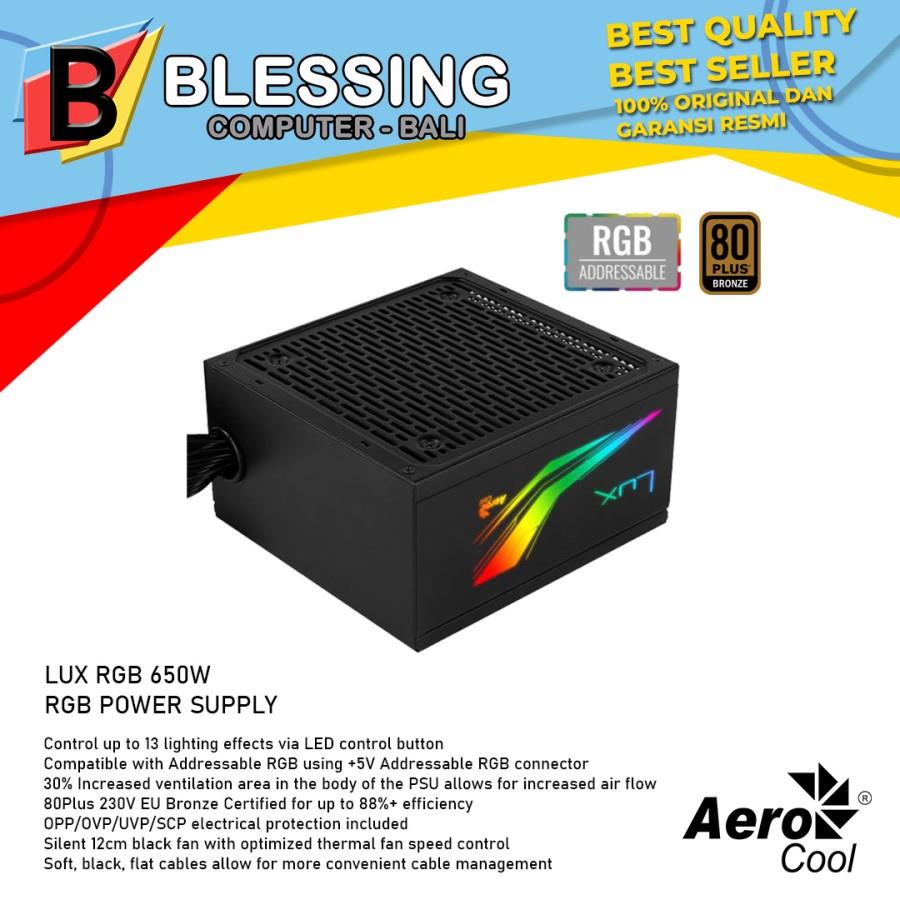 B BLESSING
COMPUTER - BALI
BEST QUALITY
BEST SELLER
100% ORIGINAL DAN
GARANSI RESMI
RGB
ADDRESSABLE
80
PLUS
BRONZE
Aero
Cool
LUX
LUX RGB 650W
RGB POWER SUPPLY
Control up to 13 lighting effects via LED control button
Compatible with Addressable RGB using +5V Addressable RGB connector
30% Increased ventilation area in the body of the PSU allows for increased air flow
80Plus 230V EU Bronze Certified for up to 88%+ efficiency
OPP/OVP/UVP/SCP electrical protection included
Silent 12cm black fan with optimized thermal fan speed control
Soft, black, flat cables allow for more convenient cable management
Aero ®
Cool